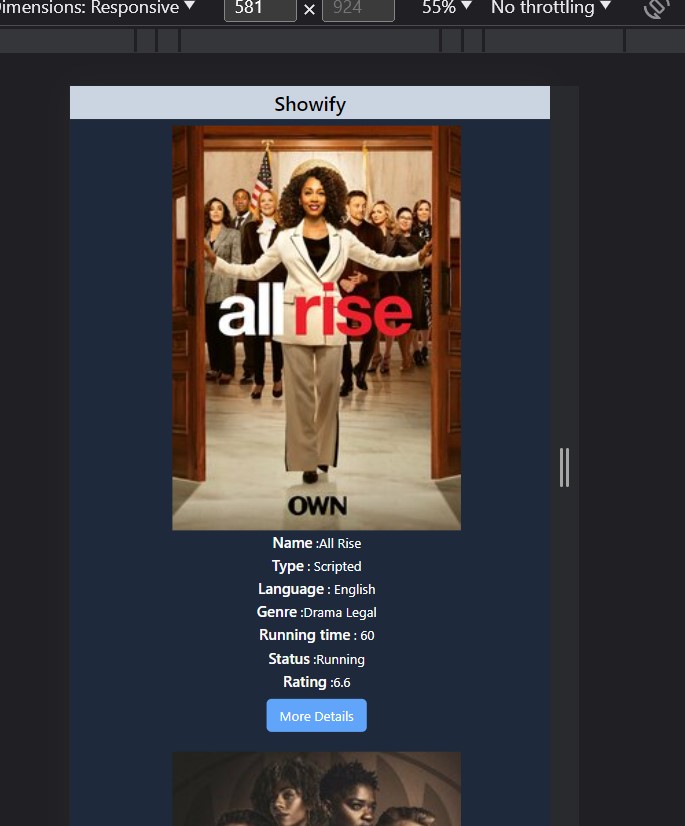 Dimensions: Responsive 581 × 924 55% No throttling
Showify
all rise
OWN
Name :All Rise
Type : Scripted
Language : English
Genre :Drama Legal
Running time : 60
Status :Running
Rating :6.6
More Details